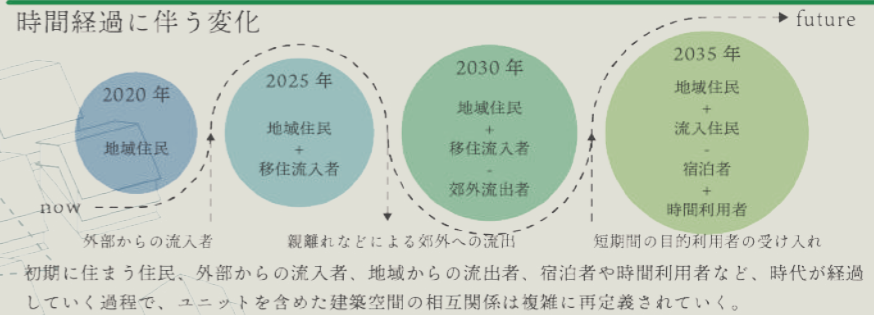 時間経過に伴う変化
future
2020 年
地域住民
2025 年
地域住民
+
移住流入者
2030 年
地域住民
+
移住流入者
-
郊外流出者
2035 年
地域住民
+
流入住民
-
宿泊者
+
時間利用者
now
外部からの流入者
親離れなどによる郊外への流出
短期間の目的利用者の受け入れ
初期に住まう住民、外部からの流入者、地域からの流出者、宿泊者や時間利用者など、時代が経過
していく過程で、ユニットを含めた建築空間の相互関係は複雑に再定義されていく。